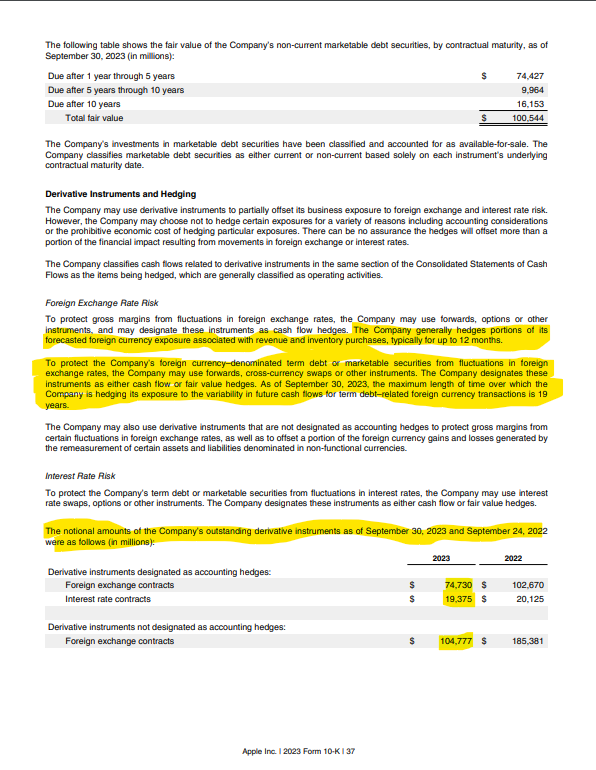 The following table shows the fair value of the Company's non-current marketable debt securities, by contractual maturity, as of
September 30, 2023 (in millions):
Due after 1 year through 5 years $ 74,427
Due after 5 years through 10 years 9,964
Due after 10 years 16,153
Total fair value $ 100,544
The Company's investments in marketable debt securities have been classified and accounted for as available-for-sale. The
Company classifies marketable debt securities as either current or non-current based solely on each instrument's underlying
contractual maturity date.
Derivative Instruments and Hedging
The Company may use derivative instruments to partially offset its business exposure to foreign exchange and interest rate risk.
However, the Company may choose not to hedge certain exposures for a variety of reasons including accounting considerations
or the prohibitive economic cost of hedging particular exposures. There can be no assurance the hedges will offset more than a
portion of the financial impact resulting from movements in foreign exchange or interest rates.
The Company classifies cash flows related to derivative instruments in the same section of the Consolidated Statements of Cash
Flows as the items being hedged, which are generally classified as operating activities.
Foreign Exchange Rate Risk
To protect gross margins from fluctuations in foreign exchange rates, the Company may use forwards, options or other
instruments, and may designate these instruments as cash flow hedges. The Company generally hedges portions of its
forecasted foreign currency exposure associated with revenue and inventory purchases, typically for up to 12 months.
To protect the Company's foreign currency–denominated term debt or marketable securities from fluctuations in foreign
exchange rates, the Company may use forwards, cross-currency swaps or other instruments. The Company designates these
instruments as either cash flow or fair value hedges. As of September 30, 2023, the maximum length of time over which the
Company is hedging its exposure to the variability in future cash flows for term debt–related foreign currency transactions is 19
years.
The Company may also use derivative instruments that are not designated as accounting hedges to protect gross margins from
certain fluctuations in foreign exchange rates, as well as to offset a portion of the foreign currency gains and losses generated by
the remeasurement of certain assets and liabilities denominated in non-functional currencies.
Interest Rate Risk
To protect the Company's term debt or marketable securities from fluctuations in interest rates, the Company may use interest
rate swaps, options or other instruments. The Company designates these instruments as either cash flow or fair value hedges.
The notional amounts of the Company's outstanding derivative instruments as of September 30, 2023 and September 24, 2022
were as follows (in millions):
2023 2022
Derivative instruments designated as accounting hedges:
Foreign exchange contracts $ 74,730 $ 102,670
Interest rate contracts $ 19,375 $ 20,125
Derivative instruments not designated as accounting hedges:
Foreign exchange contracts $ 104,777 $ 185,381
Apple Inc. | 2023 Form 10-K | 37